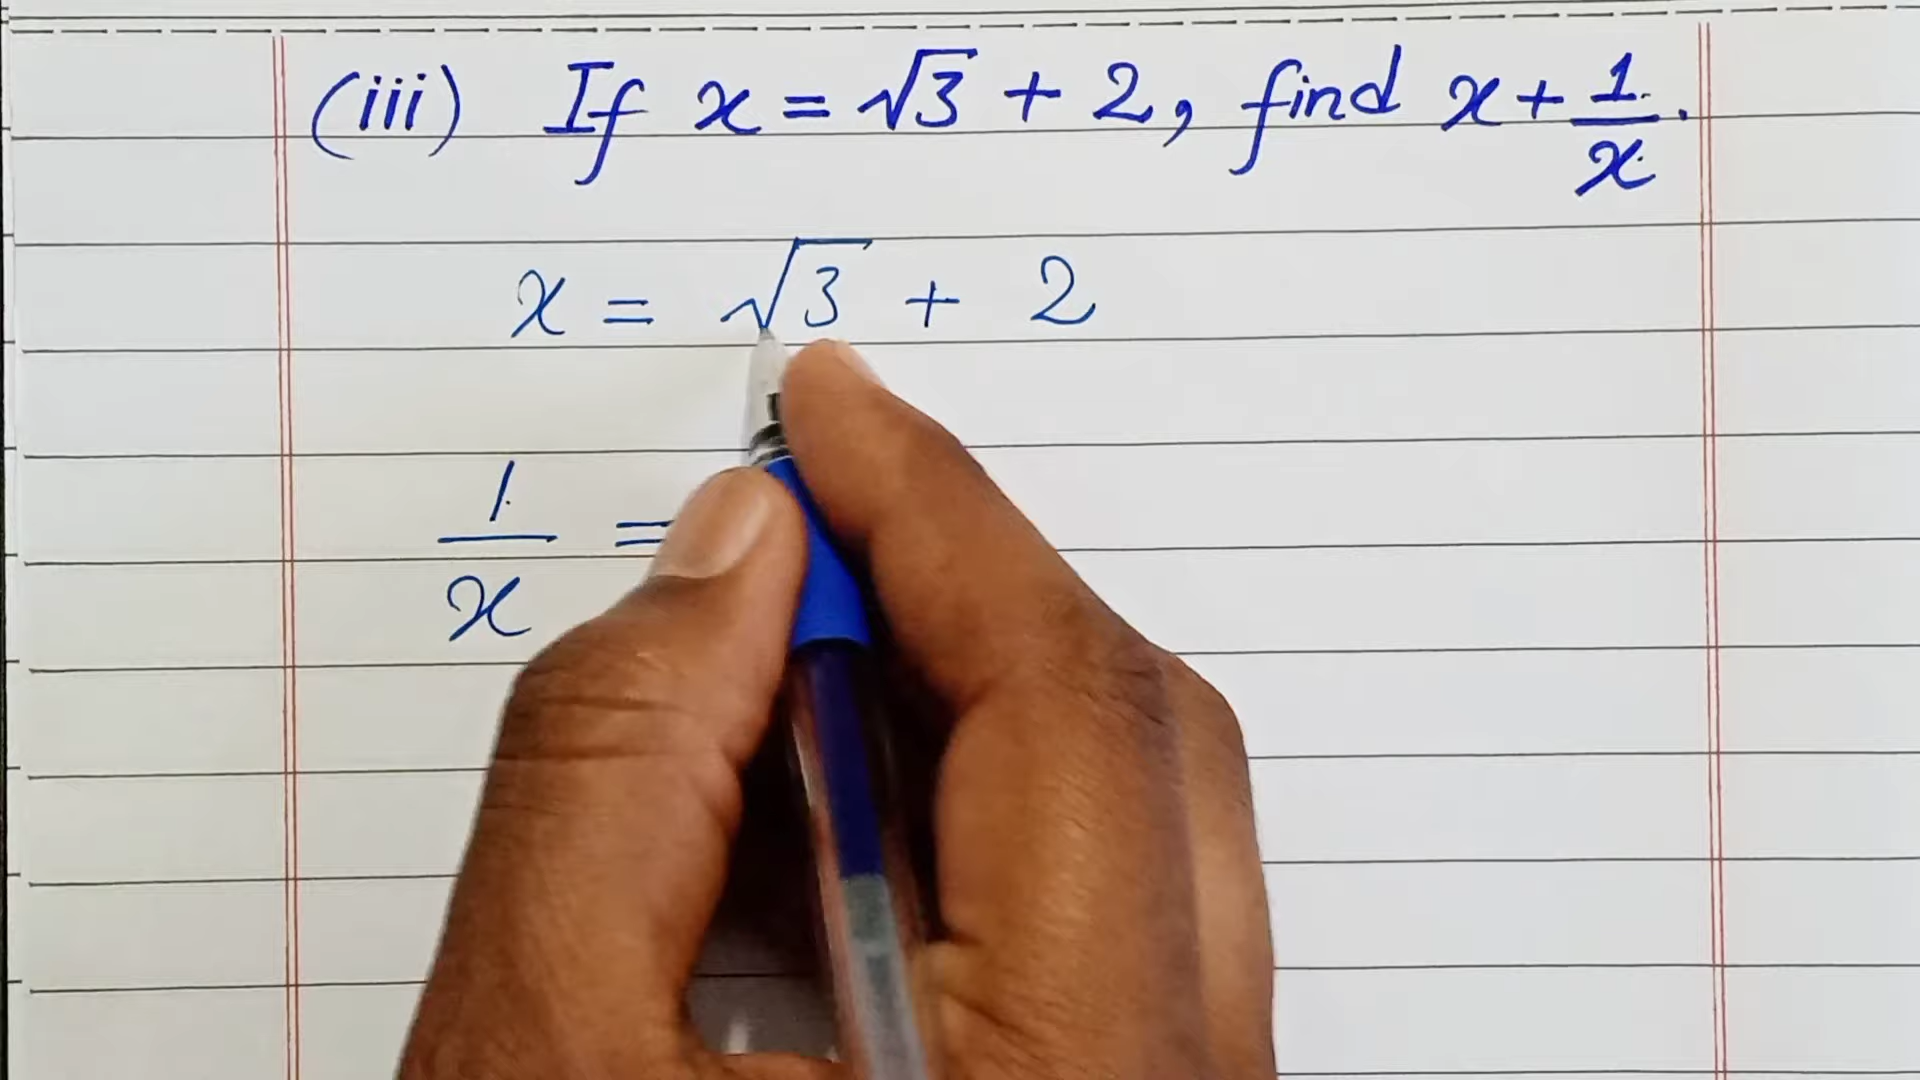 (iii) If x = √3 + 2, find x + 1/x.
x = √3 + 2
1/x =